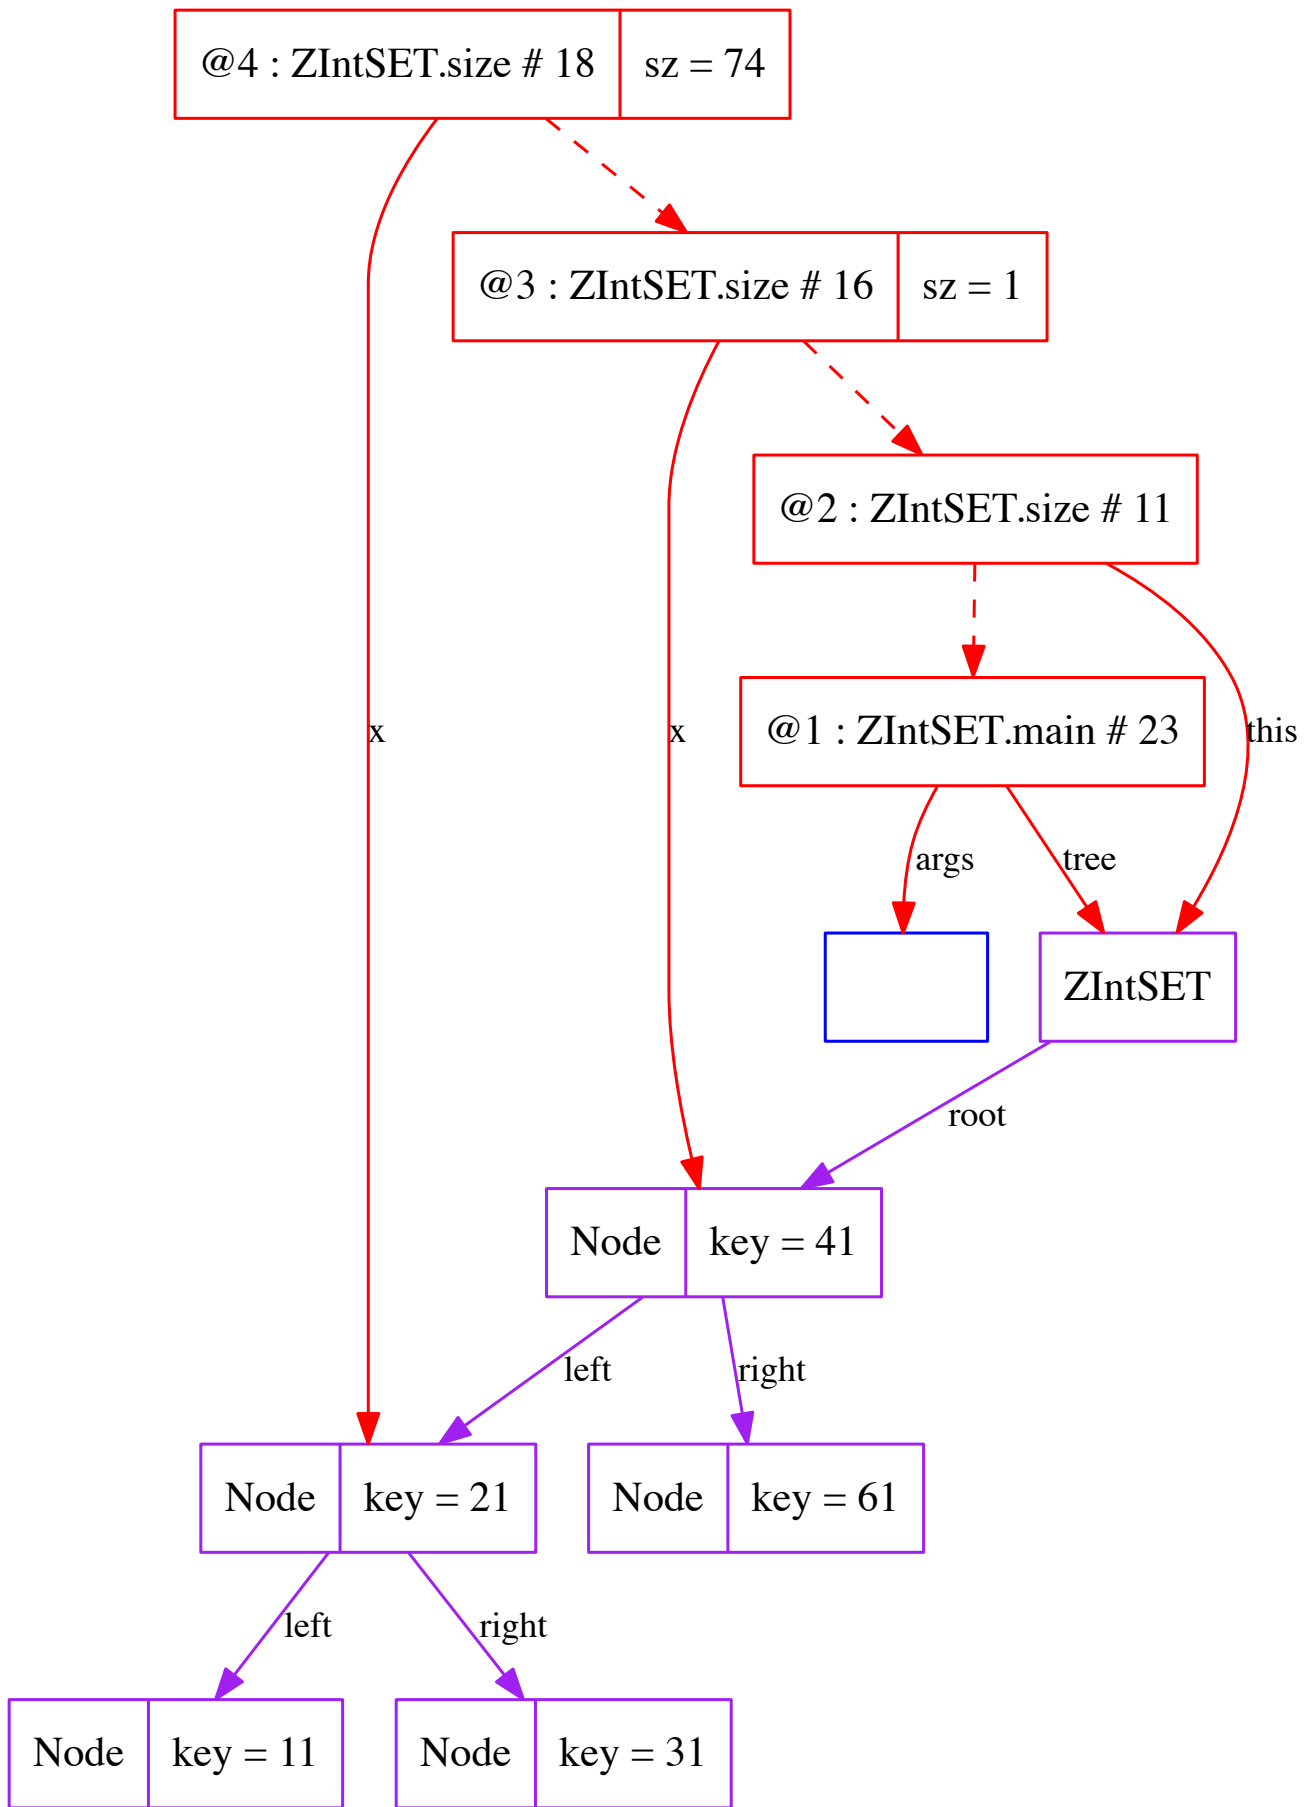 @4 : ZIntSET.size # 18 sz = 74
@3 : ZIntSET.size # 16 sz = 1
@2 : ZIntSET.size # 11
x
x
@1 : ZIntSET.main # 23
this
args
tree
ZIntSET
root
Node key = 41
left
right
Node key = 21
Node key = 61
left
right
Node key = 11
Node key = 31